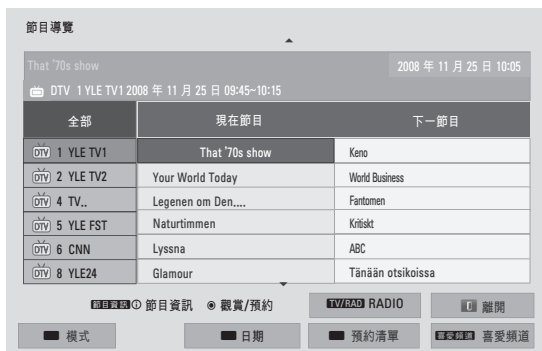 節目導覽
That '70s show 2008 年 11 月 25 日 10:05
DTV 1 YLE TV1 2008 年 11 月 25 日 09:45~10:15
全部 現在節目 下一節目
DTV 1 YLE TV1 That '70s show Keno
DTV 2 YLE TV2 Your World Today World Business
DTV 4 TV.. Legenen om Den.... Fantomen
DTV 5 YLE FST Naturtimmen Kritiskt
DTV 6 CNN Lyssna ABC
DTV 8 YLE24 Glamour Tänään otsikoissa
節目資訊 ⓘ 節目資訊 ◉ 觀賞/預約 TV/RAD RADIO 離開
模式 日期 預約清單 喜愛頻道 喜愛頻道